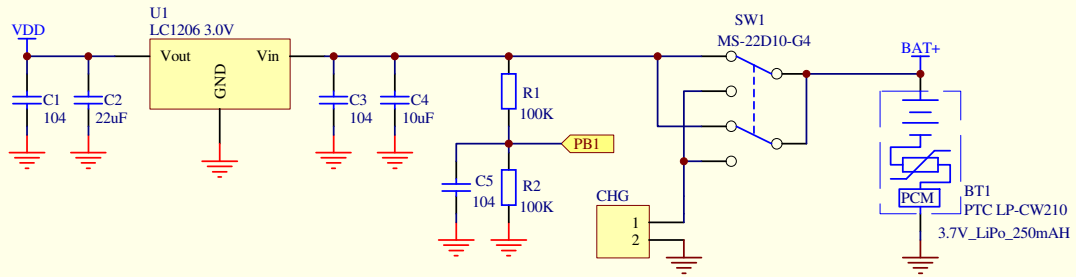 VDD
U1
LC1206 3.0V
Vout
Vin
GND
C1
104
C2
22uF
C3
104
C4
10uF
R1
100K
PB1
C5
104
R2
100K
SW1
MS-22D10-G4
CHG
1
2
BAT+
PCM
BT1
PTC LP-CW210
3.7V_LiPo_250mAH